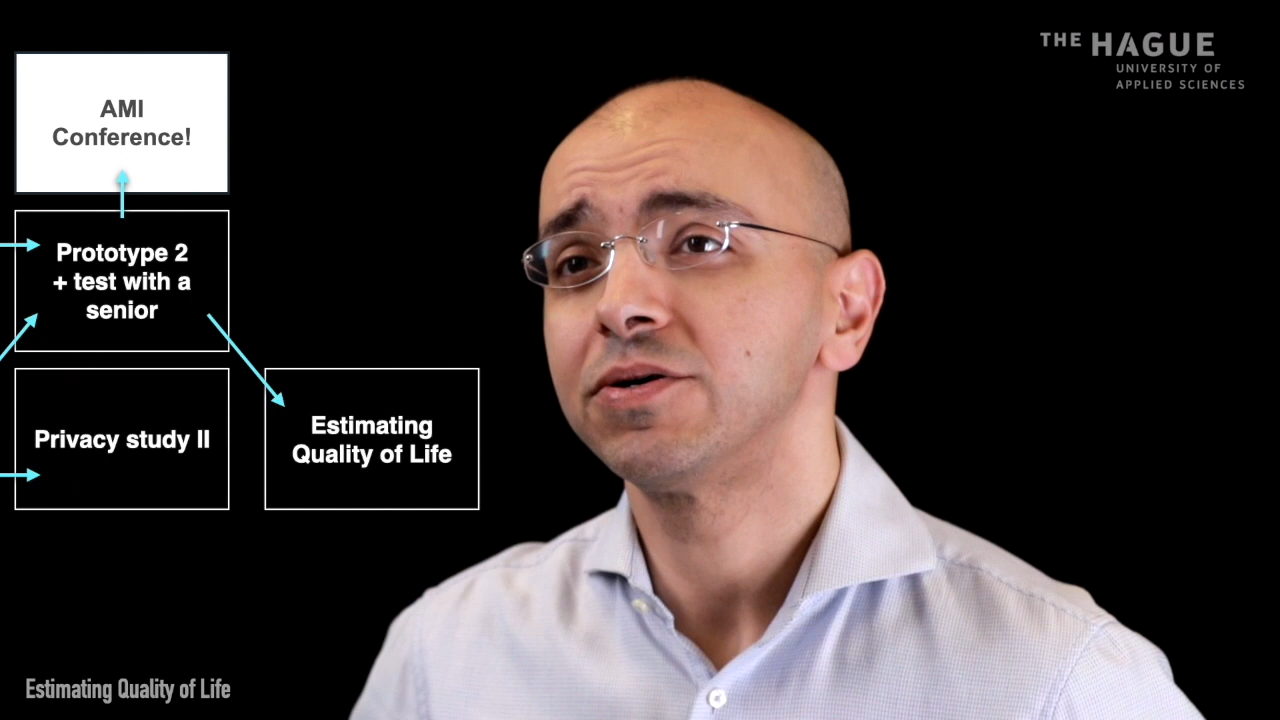 THE HAGUE
UNIVERSITY OF
APPLIED SCIENCES
AMI
Conference!
Prototype 2
+ test with a
senior
Privacy study II
Estimating
Quality of Life
Estimating Quality of Life